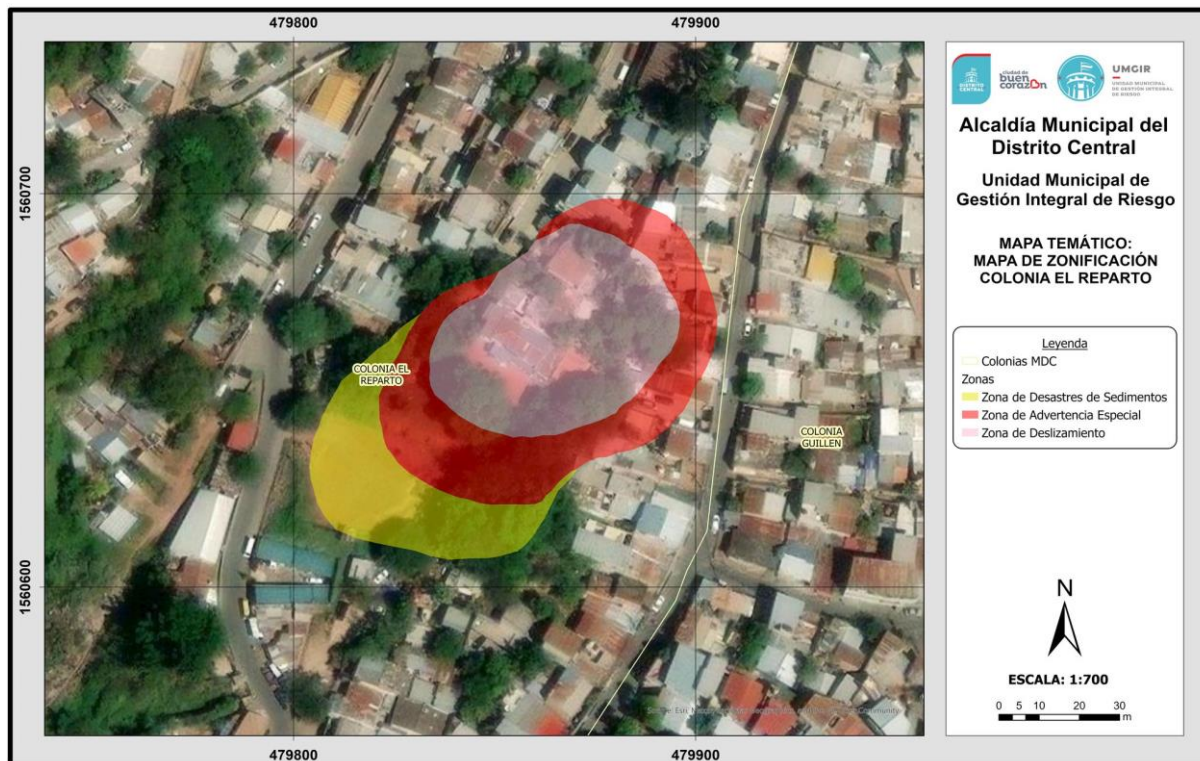 479800
479900
1560700
1560600
COLONIA EL
REPARTO
COLONIA
GUILLEN
479800
479900
DISTRITO
CENTRAL
ciudad de
buen
corazón
UMGIR
UNIDAD MUNICIPAL
DE GESTIÓN INTEGRAL
DE RIESGO
Alcaldía Municipal del
Distrito Central
Unidad Municipal de
Gestión Integral de Riesgo
MAPA TEMÁTICO:
MAPA DE ZONIFICACIÓN
COLONIA EL REPARTO
Leyenda
Colonias MDC
Zonas
Zona de Desastres de Sedimentos
Zona de Advertencia Especial
Zona de Deslizamiento
N
ESCALA: 1:700
0 5 10 20 30
m